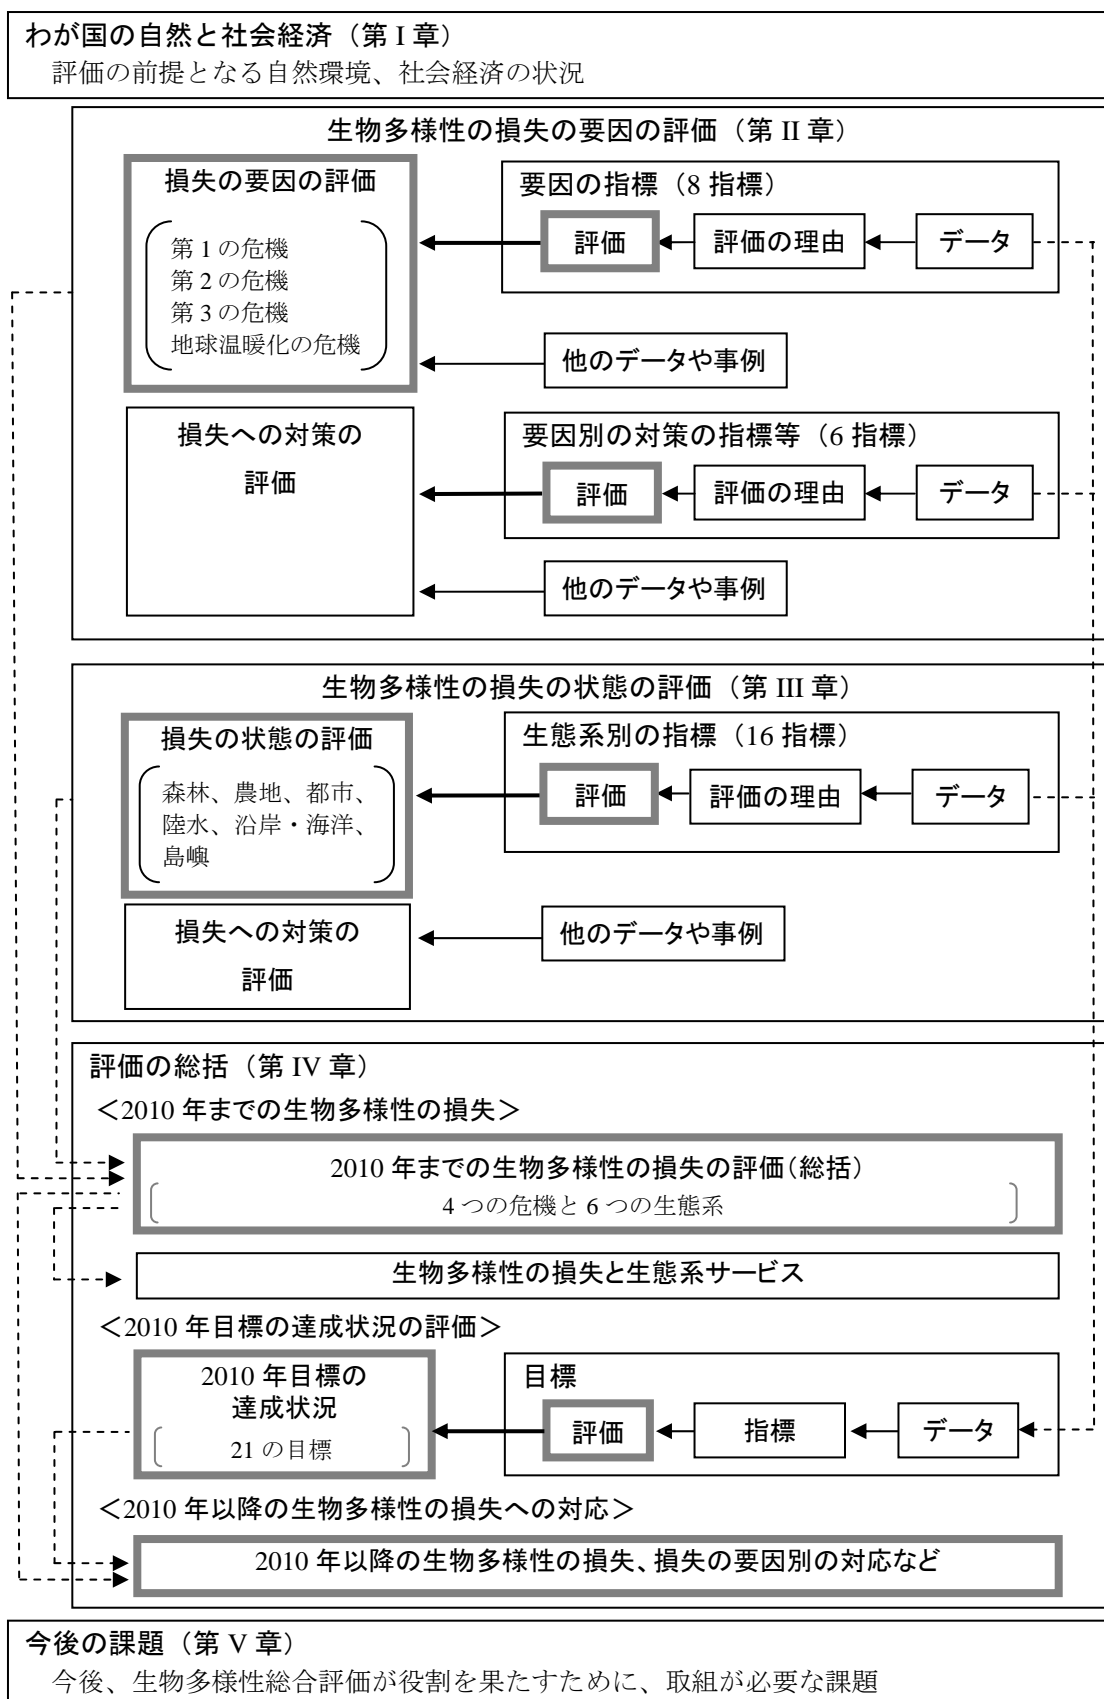 わが国の自然と社会経済（第 I 章）
評価の前提となる自然環境、社会経済の状況
生物多様性の損失の要因の評価（第 II 章）
損失の要因の評価
第 1 の危機
第 2 の危機
第 3 の危機
地球温暖化の危機
要因の指標（8 指標）
評価
評価の理由
データ
他のデータや事例
損失への対策の
評価
要因別の対策の指標等（6 指標）
評価
評価の理由
データ
他のデータや事例
生物多様性の損失の状態の評価（第 III 章）
損失の状態の評価
森林、農地、都市、
陸水、沿岸・海洋、
島嶼
生態系別の指標（16 指標）
評価
評価の理由
データ
損失への対策の
評価
他のデータや事例
評価の総括（第 IV 章）
＜2010 年までの生物多様性の損失＞
2010 年までの生物多様性の損失の評価（総括）
4 つの危機と 6 つの生態系
生物多様性の損失と生態系サービス
＜2010 年目標の達成状況の評価＞
2010 年目標の
達成状況
21 の目標
目標
評価
指標
データ
＜2010 年以降の生物多様性の損失への対応＞
2010 年以降の生物多様性の損失、損失の要因別の対応など
今後の課題（第 V 章）
今後、生物多様性総合評価が役割を果たすために、取組が必要な課題